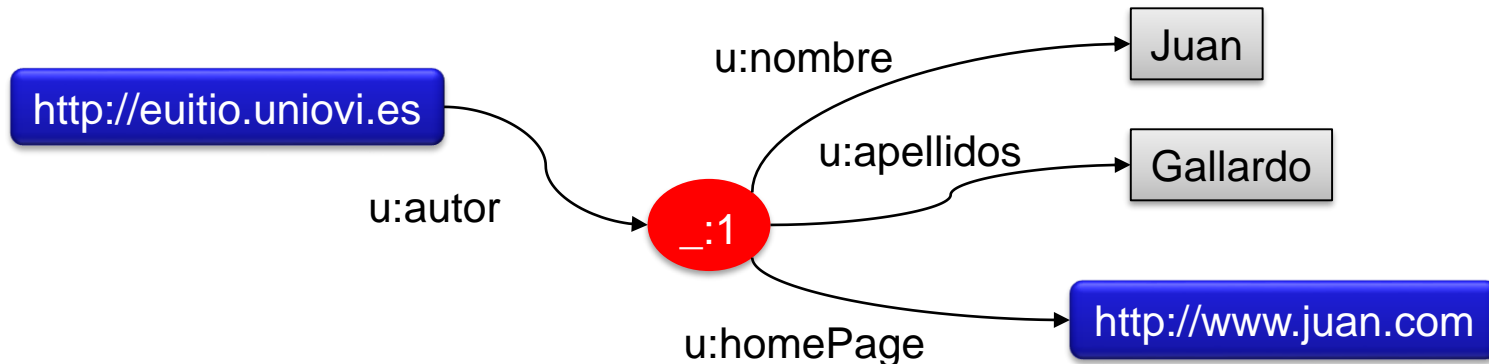 u:nombre
Juan
http://euitio.uniovi.es
u:apellidos
Gallardo
u:autor
_:1
http://www.juan.com
u:homePage